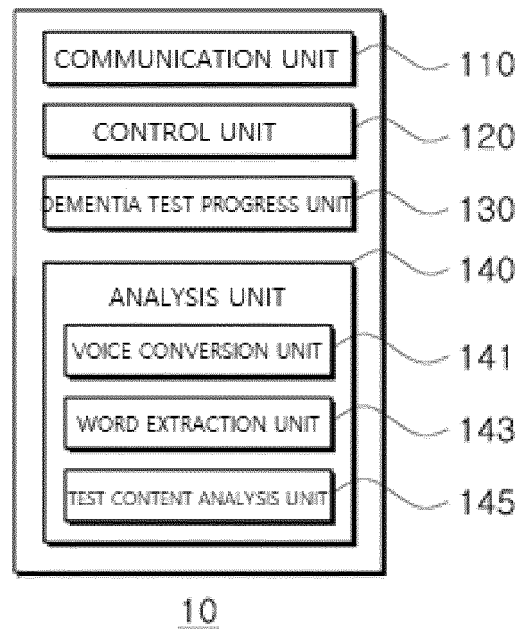 COMMUNICATION UNIT 110
CONTROL UNIT 120
DEMENTIA TEST PROGRESS UNIT 130
140
ANALYSIS UNIT
VOICE CONVERSION UNIT 141
WORD EXTRACTION UNIT 143
TEST CONTENT ANALYSIS UNIT 145
10